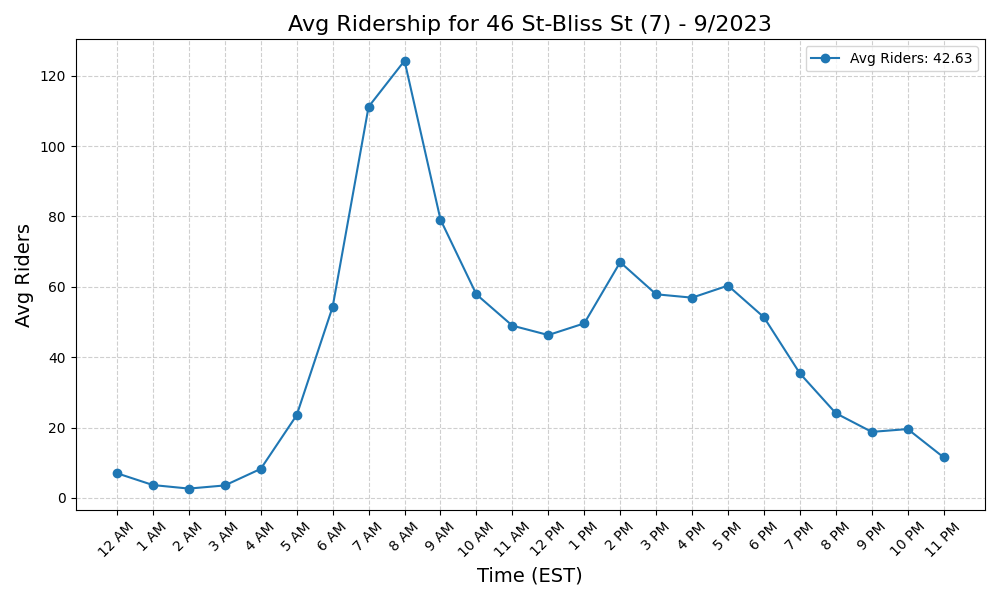 Avg Ridership for 46 St-Bliss St (7) - 9/2023
Avg Riders: 42.63
Avg Riders
120
100
80
60
40
20
0
12 AM
1 AM
2 AM
3 AM
4 AM
5 AM
6 AM
7 AM
8 AM
9 AM
10 AM
11 AM
12 PM
1 PM
2 PM
3 PM
4 PM
5 PM
6 PM
7 PM
8 PM
9 PM
10 PM
11 PM
Time (EST)